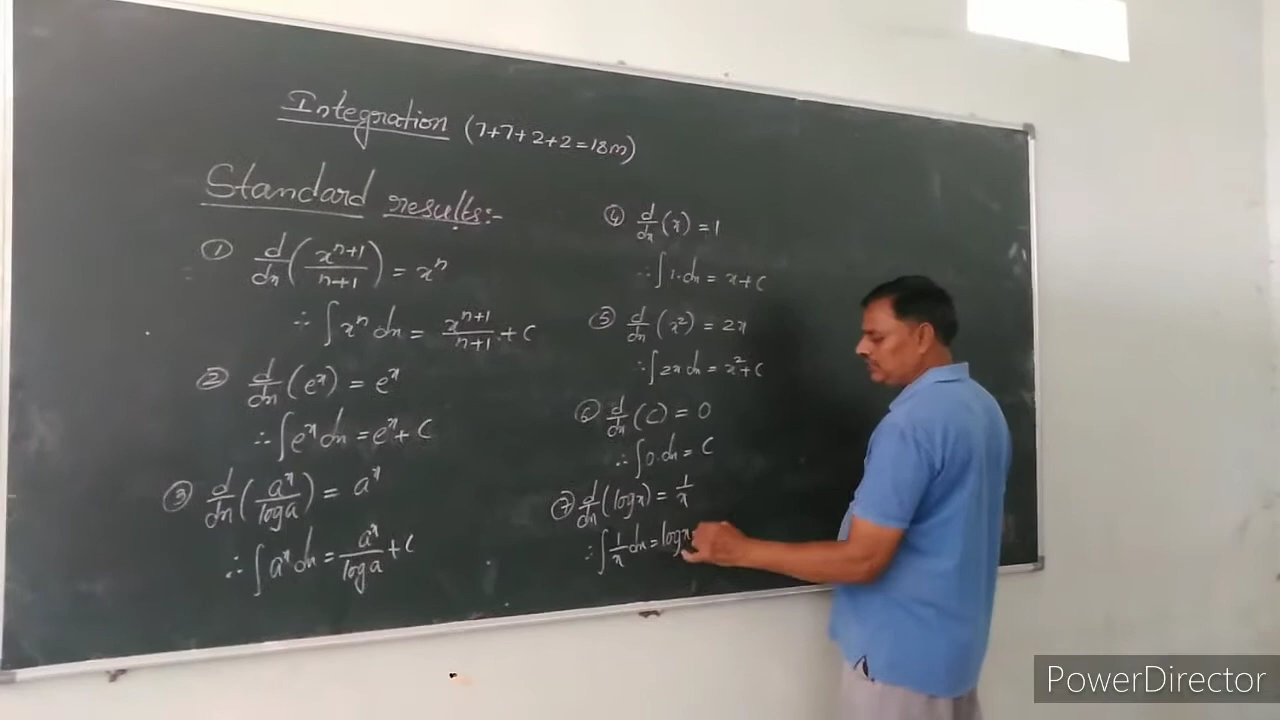 Integration (7+7+2+2=18m)
Standard results:-
① d/dx (x^(n+1)/(n+1)) = x^n
∴ ∫ x^n dx = x^(n+1)/(n+1) + C
② d/dx (e^x) = e^x
∴ ∫ e^x dx = e^x + C
③ d/dx (a^x/log a) = a^x
∴ ∫ a^x dx = a^x/log a + C
④ d/dx (x) = 1
∴ ∫ 1. dx = x + C
⑤ d/dx (x²) = 2x
∴ ∫ 2x dx = x² + C
⑥ d/dx (C) = 0
∴ ∫ 0. dx = C
⑦ d/dx (log x) = 1/x
∴ ∫ 1/x dx = log x
PowerDirector